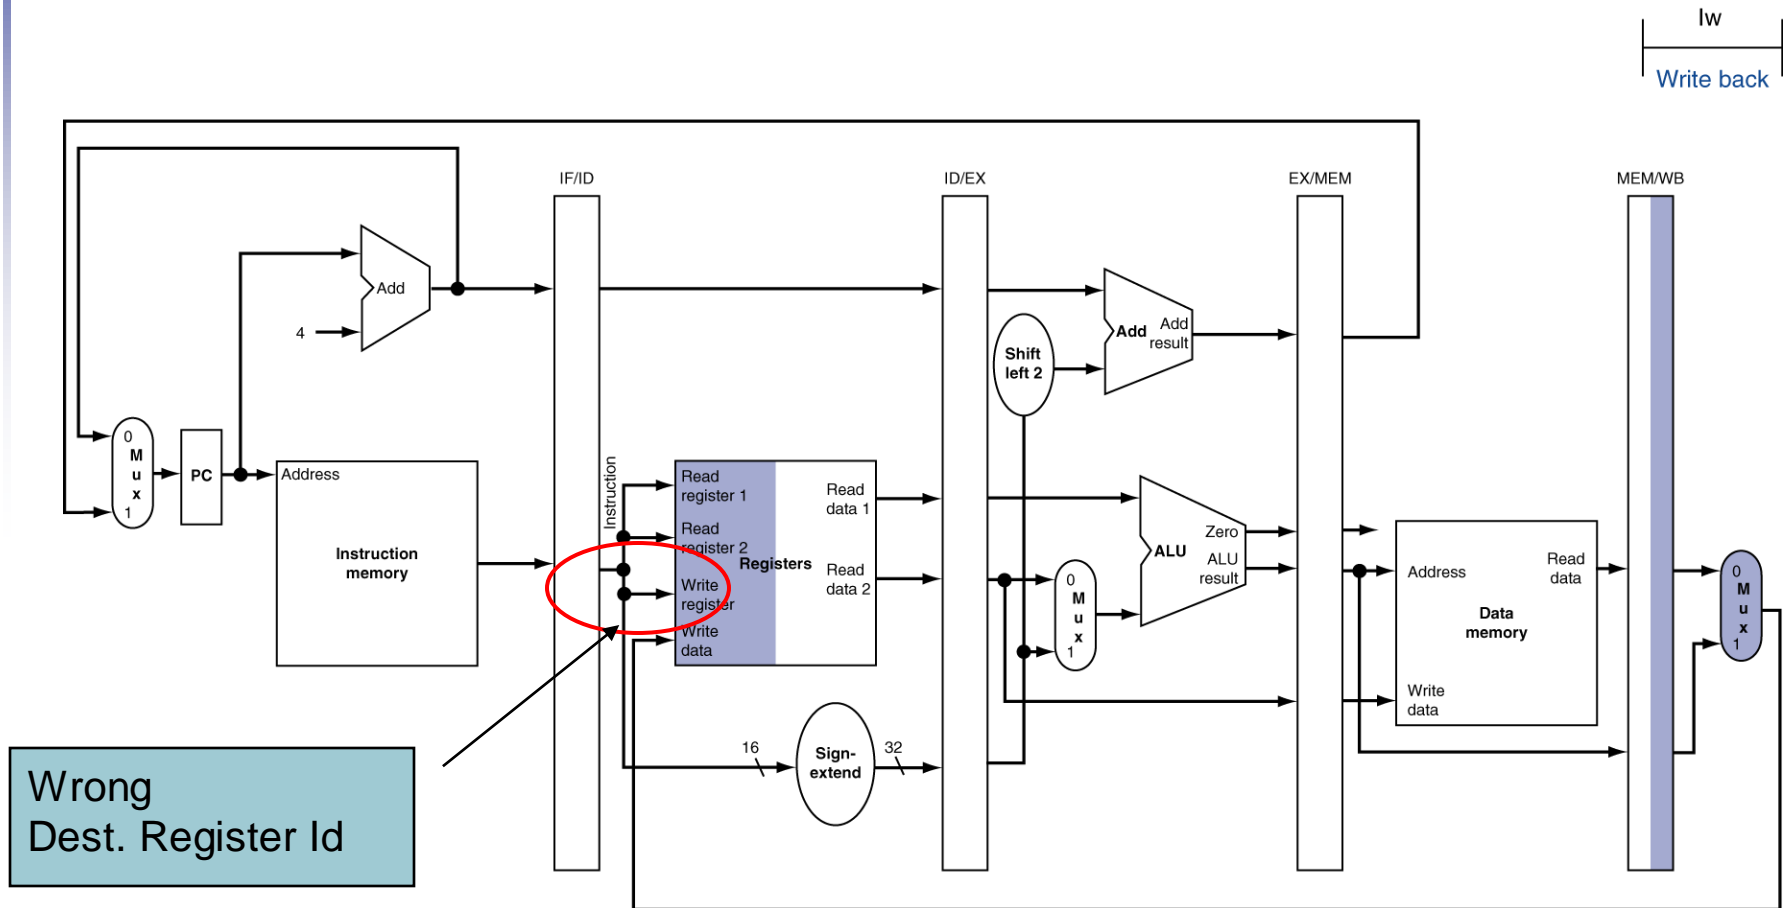 lw
Write back
IF/ID
ID/EX
EX/MEM
MEM/WB
Add
4
Add
Add
result
Shift
left 2
0
M
u
x
1
PC
Address
Instruction
memory
Instruction
Read
register 1
Read
register 2
Registers
Write
register
Write
data
Read
data 1
Read
data 2
0
M
u
x
1
Zero
ALU
ALU
result
Address
Read
data
Data
memory
Write
data
0
M
u
x
1
16
Sign-
extend
32
Wrong
Dest. Register Id